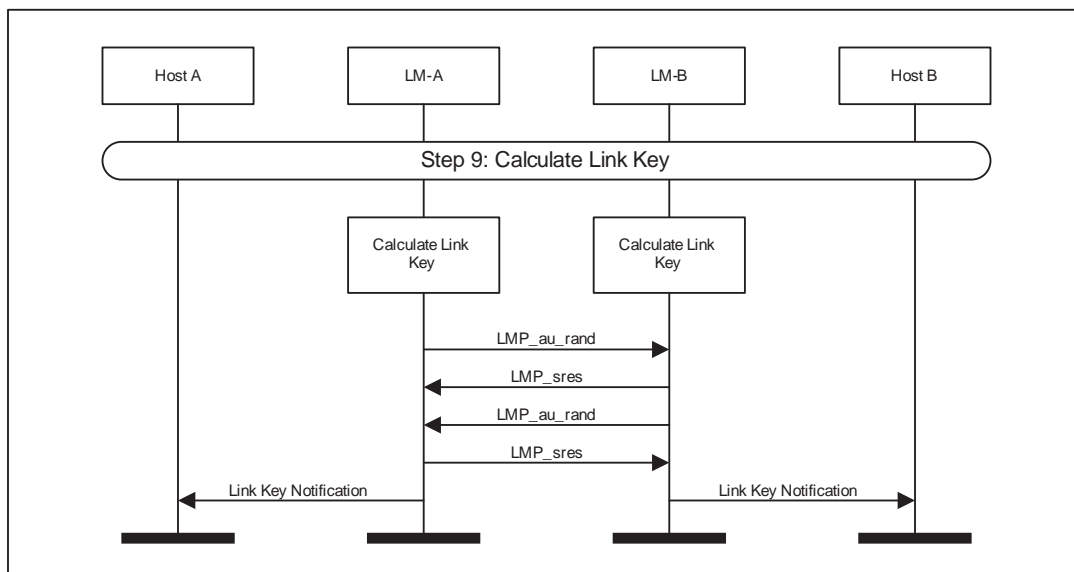 Host A
LM-A
LM-B
Host B
Step 9: Calculate Link Key
Calculate Link
Key
Calculate Link
Key
LMP_au_rand
LMP_sres
LMP_au_rand
LMP_sres
Link Key Notification
Link Key Notification